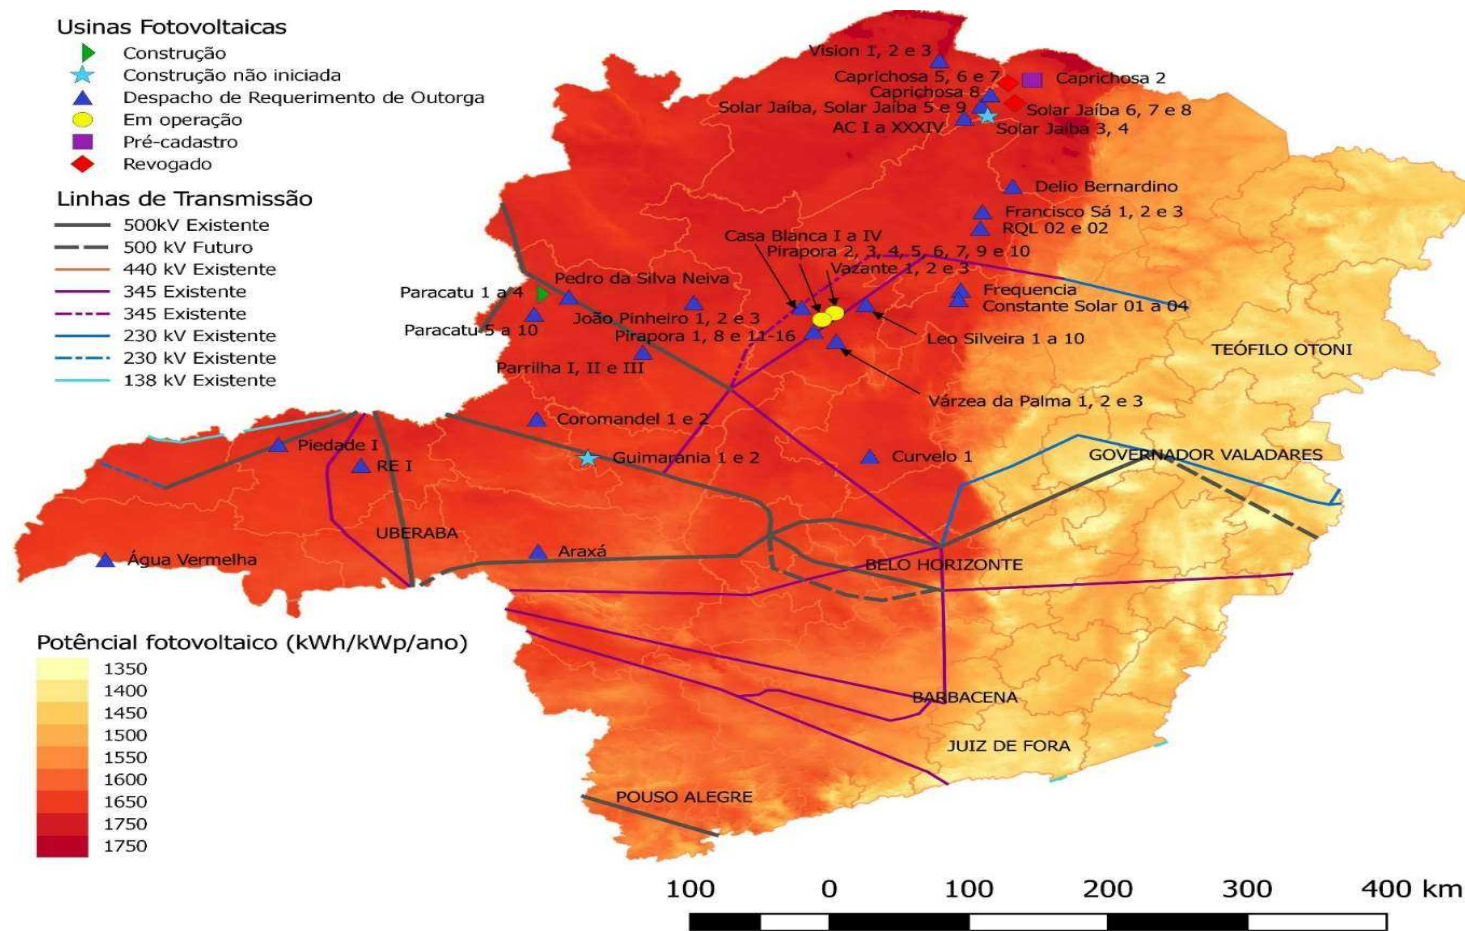 Usinas Fotovoltaicas
Construção
Construção não iniciada
Despacho de Requerimento de Outorga
Em operação
Pré-cadastro
Revogado
Linhas de Transmissão
500kV Existente
500 kV Futuro
440 kV Existente
345 Existente
345 Existente
230 kV Existente
230 kV Existente
138 kV Existente
Vision 1, 2 e 3
Caprichosa 5, 6 e 7
Caprichosa 2
Caprichosa 8
Solar Jaíba, Solar Jaíba 5 e 9
Solar Jaíba 6, 7 e 8
AC I a XXXIV
Solar Jaíba 3, 4
Delio Bernardino
Francisco Sá 1, 2 e 3
RQL 02 e 02
Casa Blanca I a IV
Pirapora 2, 3, 4, 5, 6, 7, 9 e 10
Vazante 1, 2 e 3
Pedro da Silva Neiva
Paracatu 1 a 4
Frequencia
Constante Solar 01 a 04
João Pinheiro 1, 2 e 3
Paracatu 5 a 10
Pirapora 1, 8 e 11-16
Leo Silveira 1 a 10
TEÓFILO OTONI
Parrilha I, II e III
Várzea da Palma 1, 2 e 3
Coromandel 1 e 2
Piedade I
RE I
Guimarania 1 e 2
Curvelo 1
GOVERNADOR VALADARES
UBERABA
Água Vermelha
Araxá
BELO HORIZONTE
BARBACENA
JUIZ DE FORA
POUSO ALEGRE
Potêncial fotovoltaico (kWh/kWp/ano)
1350
1400
1450
1500
1550
1600
1650
1750
1750
100 0 100 200 300 400 km